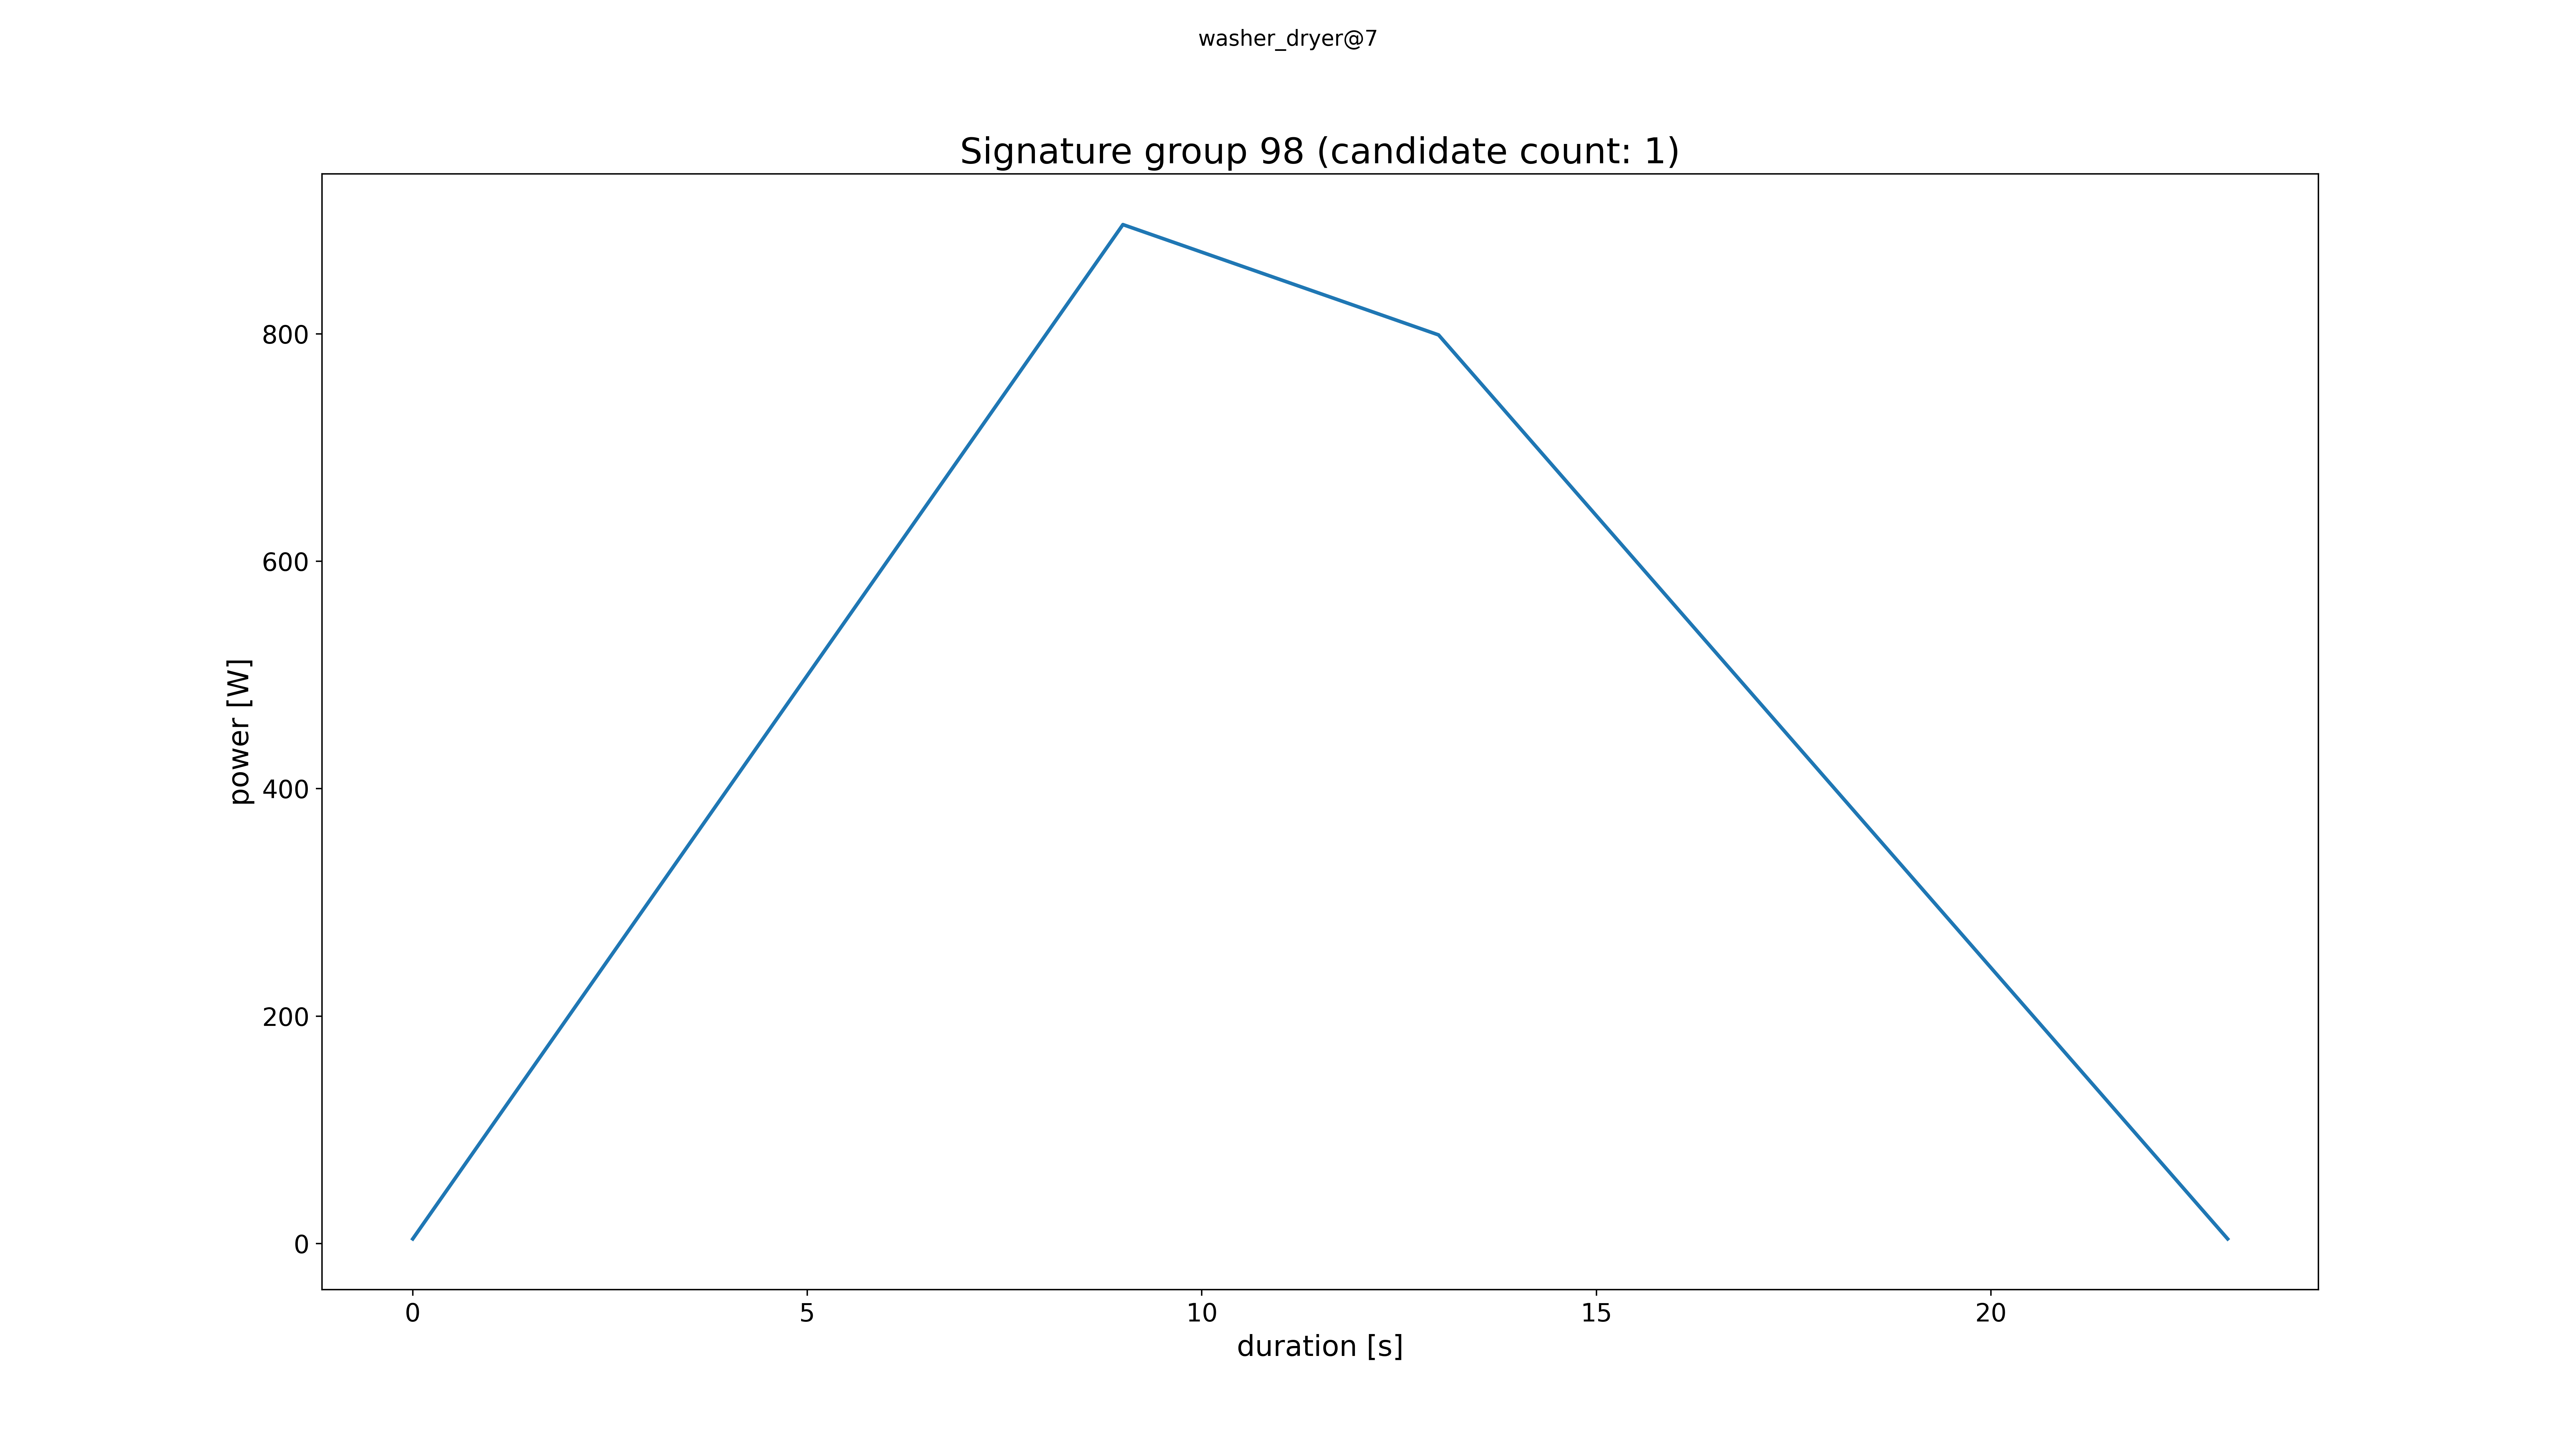 washer_dryer@7
Signature group 98 (candidate count: 1)
power [W]
800
600
400
200
0
0 5 10 15 20
duration [s]